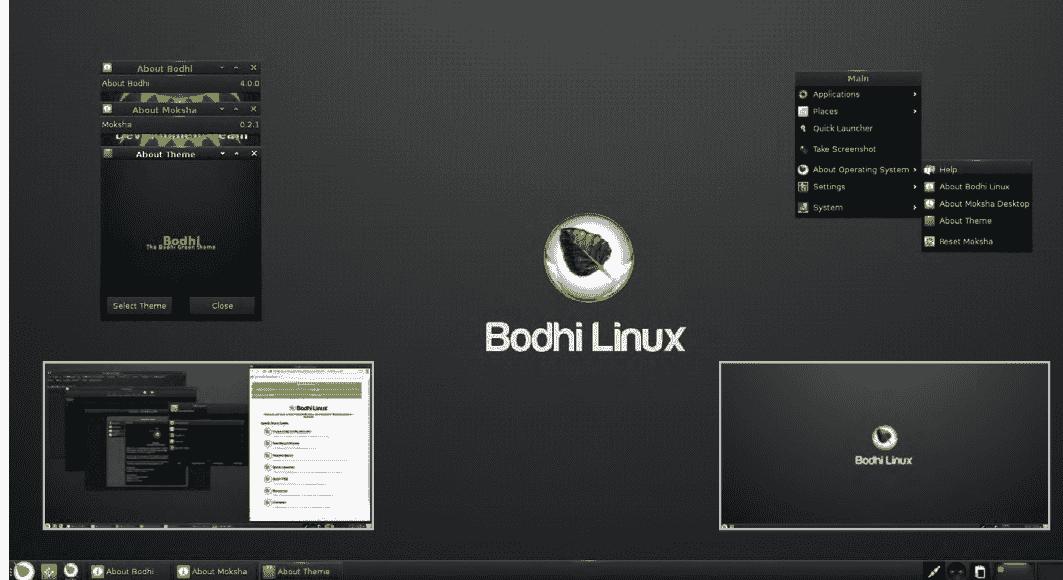 About Bodhi
About Bodhi 4.0.0
About Moksha
Moksha 0.2.1
About Theme
Bodhi
The Bodhi Green theme
Select Theme Close
Main
Applications
Places
Quick Launcher
Take Screenshot
About Operating System
Settings
System
Help
About Bodhi Linux
About Moksha Desktop
About Theme
Reset Moksha
Bodhi Linux
Bodhi Linux
Bodhi Linux
About Bodhi About Moksha About Theme